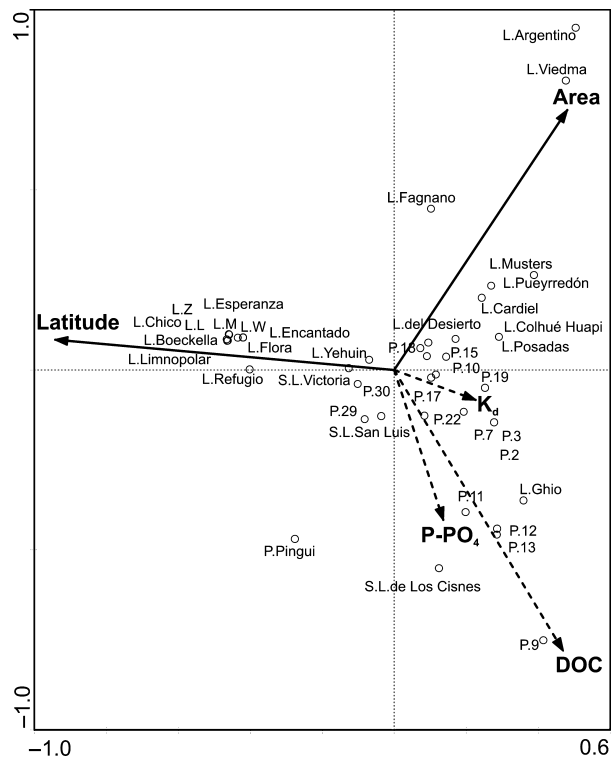 1.0
L.Argentino
L.Viedma
Area
L.Fagnano
L.Musters
L.Pueyrredón
L.Cardiel
L.Z
L.Esperanza
L.Chico
L.L
L.M
L.W
L.Encantado
L.del Desierto
L.Colhué Huapi
Latitude
L.Boeckella
L.Flora
L.Yehuin
P.18
P.15
L.Posadas
L.Limnopolar
P.10
L.Refugio
S.L.Victoria
P.30
P.17
P.19
Kd
P.29
P.22
S.L.San Luis
P.7
P.3
P.2
L.Ghio
P.11
P-PO4
P.12
P.13
P.Pingui
S.L.de Los Cisnes
P.9
DOC
−1.0
−1.0
0.6